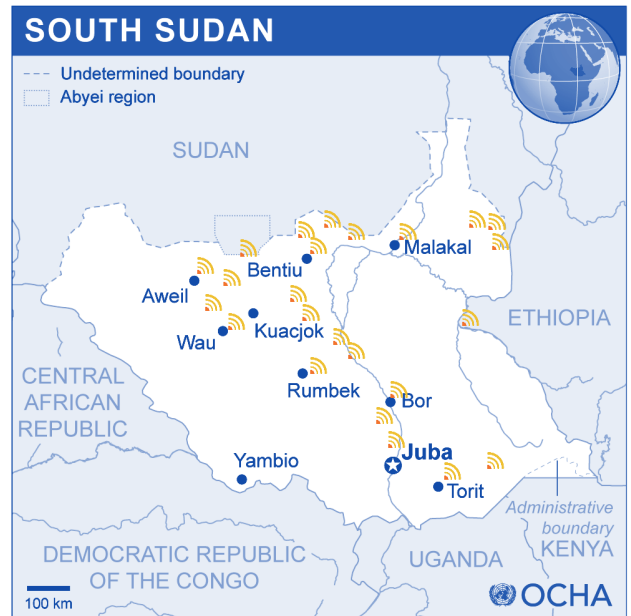 SOUTH SUDAN
Undetermined boundary
Abyei region
SUDAN
Malakal
Bentiu
Aweil
Kuacjok
Wau
ETHIOPIA
CENTRAL
AFRICAN
REPUBLIC
Rumbek
Bor
Juba
Yambio
Torit
Administrative
boundary
KENYA
DEMOCRATIC REPUBLIC
OF THE CONGO
UGANDA
100 km
OCHA